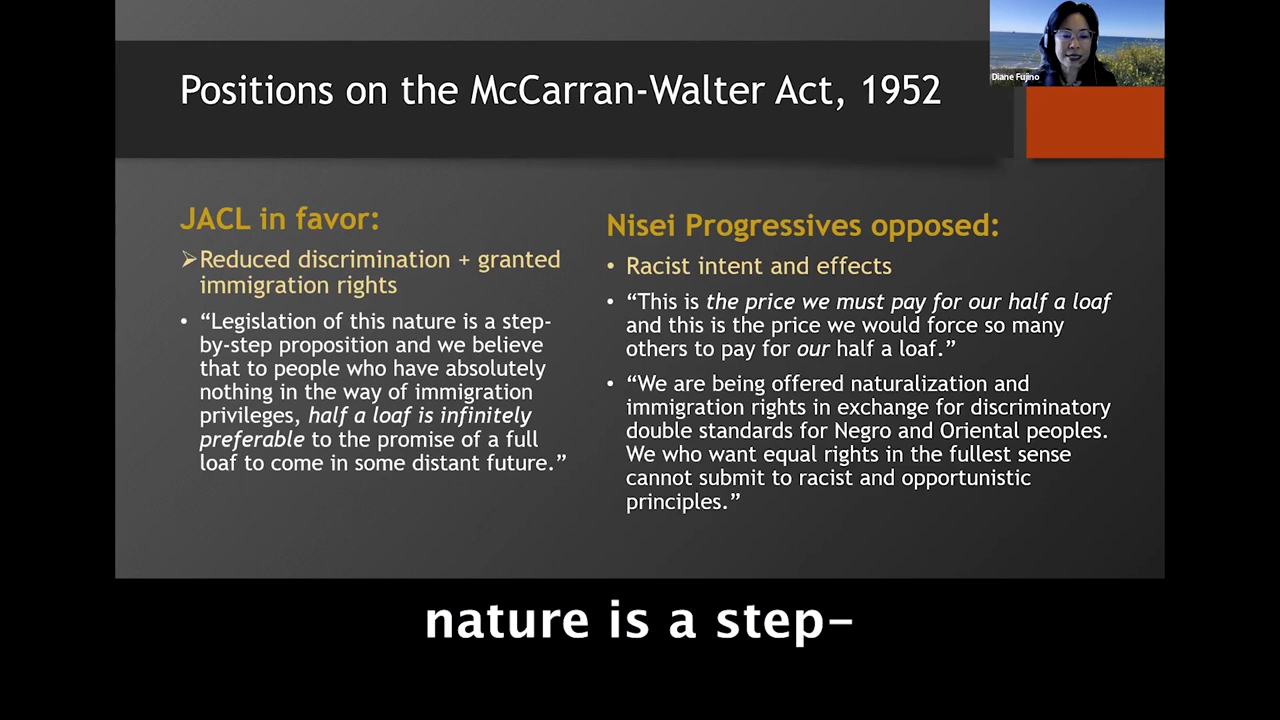 Diane Fujino
Positions on the McCarran-Walter Act, 1952
JACL in favor:
➢Reduced discrimination + granted
immigration rights
• “Legislation of this nature is a step-
by-step proposition and we believe
that to people who have absolutely
nothing in the way of immigration
privileges, half a loaf is infinitely
preferable to the promise of a full
loaf to come in some distant future.”
Nisei Progressives opposed:
• Racist intent and effects
• “This is the price we must pay for our half a loaf
and this is the price we would force so many
others to pay for our half a loaf.”
• “We are being offered naturalization and
immigration rights in exchange for discriminatory
double standards for Negro and Oriental peoples.
We who want equal rights in the fullest sense
cannot submit to racist and opportunistic
principles.”
nature is a step-